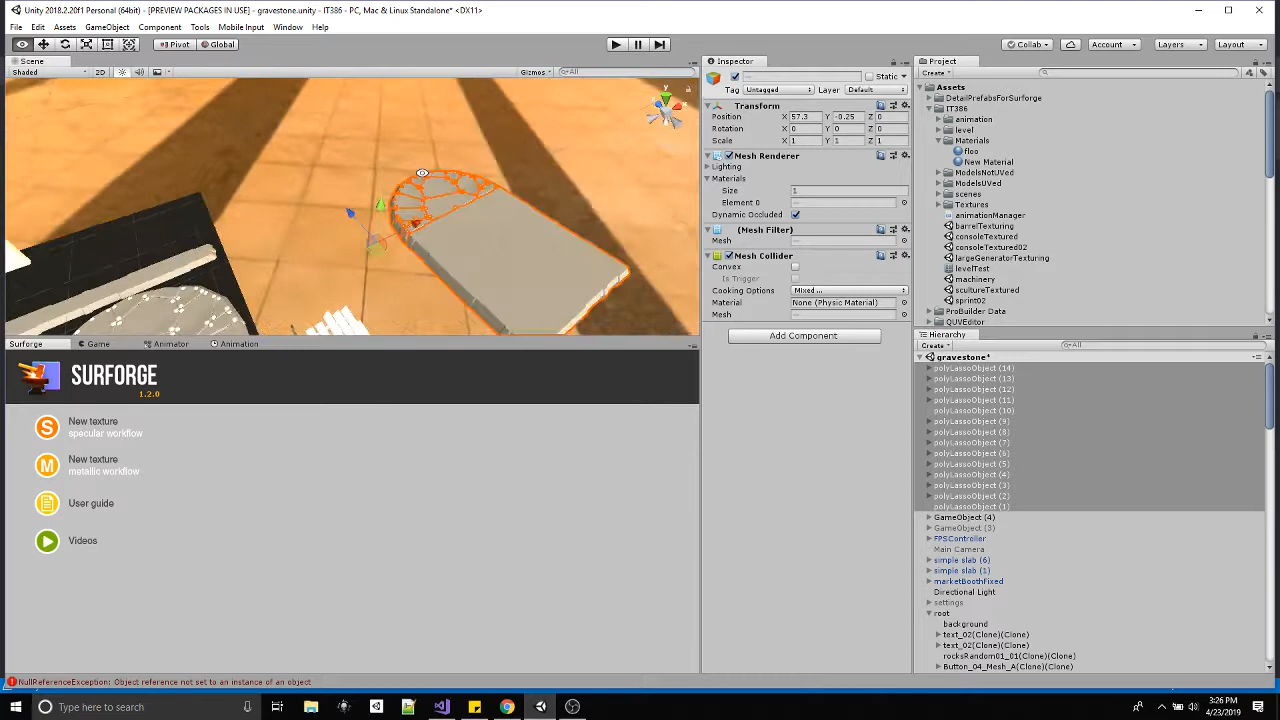 Unity 2018.2.20f1 Personal (64bit) - [PREVIEW PACKAGES IN USE] - gravestone.unity - IT386 - PC, Mac & Linux Standalone* <DX11>
File Edit Assets GameObject Component Tools Mobile Input Window Help
Pivot Global Collab Account Layers Layout
Scene
Shaded 2D Gizmos All
y
Inspector
Static
Tag Untagged Layer Default
Transform
Position X 57.3 Y -0.25 Z 0
Rotation X 0 Y 0 Z 0
Scale X 1 Y 1 Z 1
Mesh Renderer
Lighting
Materials
Size 1
Element 0 —
Dynamic Occluded
(Mesh Filter)
Mesh —
Mesh Collider
Convex
Is Trigger
Cooking Options Mixed ...
Material None (Physic Material)
Mesh —
Add Component
Project
Create
Assets
DetailPrefabsForSurforge
IT386
animation
level
Materials
floo
New Material
ModelsNotUVed
ModelsUVed
scenes
Textures
animationManager
barrelTexturing
consoleTextured
consoleTextured02
largeGeneratorTexturing
levelTest
machinery
scultureTextured
sprint02
ProBuilder Data
QUVEditor
Hierarchy
Create All
gravestone*
polyLassoObject (14)
polyLassoObject (13)
polyLassoObject (12)
polyLassoObject (11)
polyLassoObject (10)
polyLassoObject (9)
polyLassoObject (8)
polyLassoObject (7)
polyLassoObject (6)
polyLassoObject (5)
polyLassoObject (4)
polyLassoObject (3)
polyLassoObject (2)
polyLassoObject (1)
GameObject (4)
GameObject (3)
FPSController
Main Camera
simple slab (6)
simple slab (1)
marketBoothFixed
Directional Light
settings
root
background
text_02(Clone)(Clone)
text_02(Clone)(Clone)
rocksRandom01_01(Clone)(Clone)
Button_04_Mesh_A(Clone)(Clone)
Surforge Game Animator Animation
SURFORGE
1.2.0
S New texture
specular workflow
M New texture
metallic workflow
User guide
Videos
NullReferenceException: Object reference not set to an instance of an object
Type here to search
3:26 PM
4/23/2019